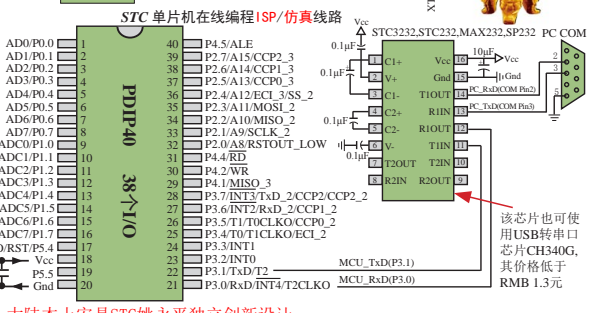 STC 单片机在线编程ISP/仿真线路
AD0/P0.0 1
AD1/P0.1 2
AD2/P0.2 3
AD3/P0.3 4
AD4/P0.4 5
AD5/P0.5 6
AD6/P0.6 7
AD7/P0.7 8
ADC0/P1.0 9
ADC1/P1.1 10
ADC2/P1.2 11
ADC3/P1.3 12
ADC4/P1.4 13
ADC5/P1.5 14
ADC6/P1.6 15
ADC7/P1.7 16
O/RST/P5.4 17
Vcc 18
P5.5 19
Gnd 20
PDIP40
38个I/O
40 P4.5/ALE
39 P2.7/A15/CCP2_3
38 P2.6/A14/CCP1_3
37 P2.5/A13/CCP0_3
36 P2.4/A12/ECI_3/SS_2
35 P2.3/A11/MOSI_2
34 P2.2/A10/MISO_2
33 P2.1/A9/SCLK_2
32 P2.0/A8/RSTOUT_LOW
31 P4.4/RD
30 P4.2/WR
29 P4.1/MISO_3
28 P3.7/INT3/TxD_2/CCP2/CCP2_2
27 P3.6/INT2/RxD_2/CCP1_2
26 P3.5/T1/T0CLKO/CCP0_2
25 P3.4/T0/T1CLKO/ECI_2
24 P3.3/INT1
23 P3.2/INT0
22 P3.1/TxD/T2
21 P3.0/RxD/INT4/T2CLKO
MCU_TxD(P3.1)
MCU_RxD(P3.0)
STC3232,STC232,MAX232,SP232
PC COM
LX
Vcc
0.1μF
0.1μF
0.1μF
0.1μF
10μF
Vcc
Gnd
1 C1+
2 V+
3 C1-
4 C2+
5 C2-
6 V-
7 T2OUT
8 R2IN
Vcc 16
Gnd 15
T1OUT 14
R1IN 13
R1OUT 12
T1IN 11
T2IN 10
R2OUT 9
PC_RxD(COM Pin2)
PC_TxD(COM Pin3)
2
3
5
该芯片也可使
用USB转串口
芯片CH340G,
其价格低于
RMB 1.3元